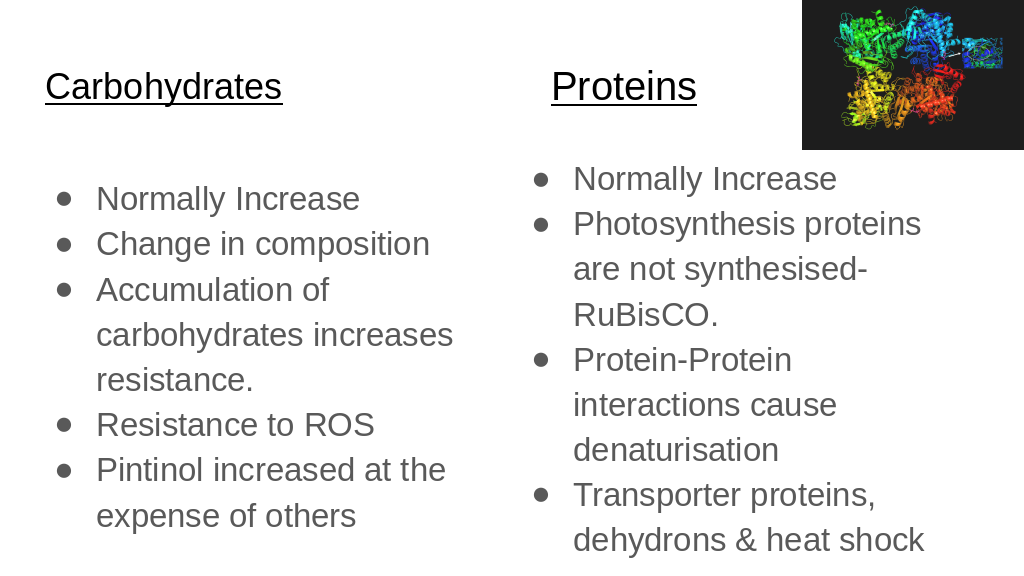 Carbohydrates
● Normally Increase
● Change in composition
● Accumulation of
carbohydrates increases
resistance.
● Resistance to ROS
● Pintinol increased at the
expense of others
Proteins
● Normally Increase
● Photosynthesis proteins
are not synthesised-
RuBisCO.
● Protein-Protein
interactions cause
denaturisation
● Transporter proteins,
dehydrons & heat shock